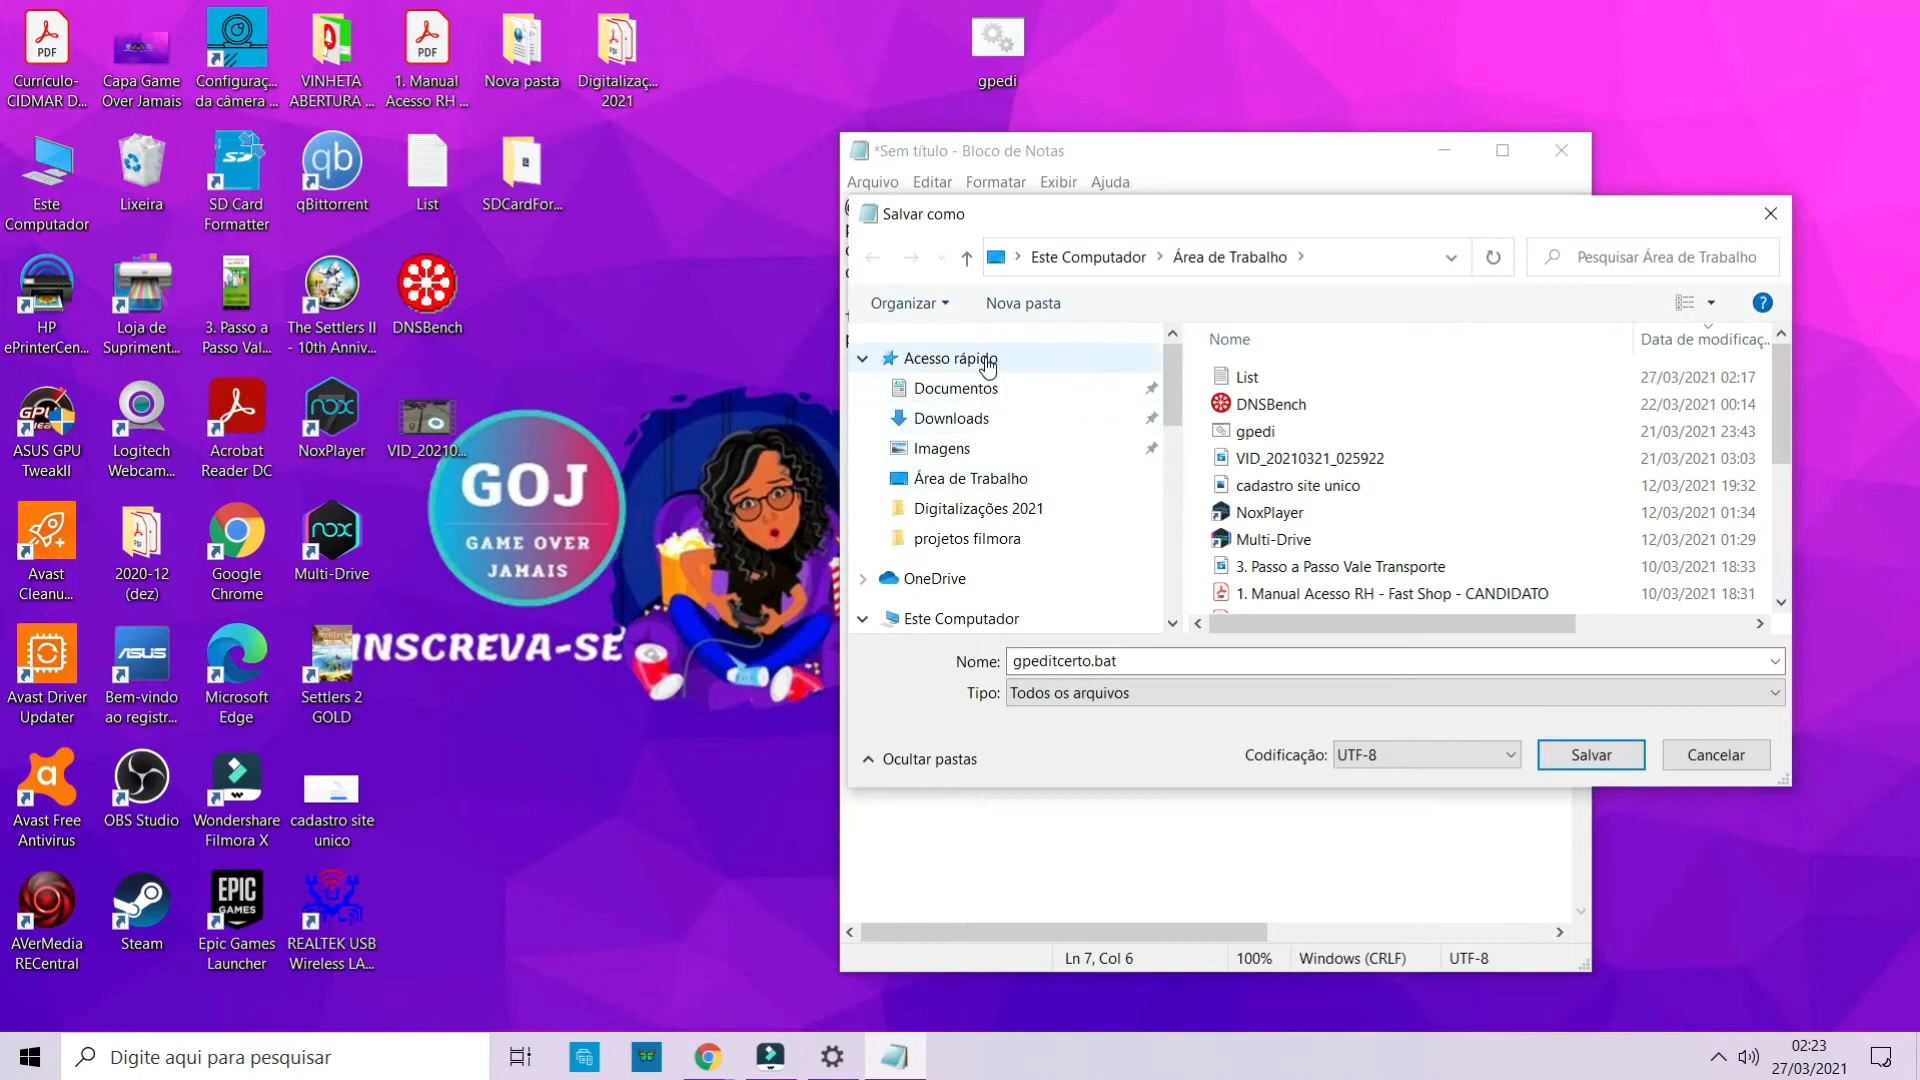 Currículo-
CIDMAR D...
Capa Game
Over Jamais
Configuraç...
da câmera ...
VINHETA
ABERTURA ...
1. Manual
Acesso RH ...
Nova pasta
Digitalizaç...
2021
gpedi
Este
Computador
Lixeira
SD Card
Formatter
qBittorrent
List
SDCardFor...
HP
ePrinterCen...
Loja de
Supriment...
3. Passo a
Passo Val...
The Settlers II
- 10th Anniv...
DNSBench
ASUS GPU
TweakII
Logitech
Webcam...
Acrobat
Reader DC
NoxPlayer
VID_20210...
Avast
Cleanu...
2020-12
(dez)
Google
Chrome
Multi-Drive
Avast Driver
Updater
Bem-vindo
ao registr...
Microsoft
Edge
Settlers 2
GOLD
Avast Free
Antivirus
OBS Studio
Wondershare
Filmora X
cadastro site
unico
AVerMedia
RECentral
Steam
Epic Games
Launcher
REALTEK USB
Wireless LA...
GOJ
GAME OVER
JAMAIS
INSCREVA-SE
*Sem título - Bloco de Notas
Arquivo Editar Formatar Exibir Ajuda
Salvar como
Este Computador > Área de Trabalho >
Pesquisar Área de Trabalho
Organizar Nova pasta
Acesso rápido
Documentos
Downloads
Imagens
Área de Trabalho
Digitalizações 2021
projetos filmora
OneDrive
Este Computador
Nome Data de modificaç...
List 27/03/2021 02:17
DNSBench 22/03/2021 00:14
gpedi 21/03/2021 23:43
VID_20210321_025922 21/03/2021 03:03
cadastro site unico 12/03/2021 19:32
NoxPlayer 12/03/2021 01:34
Multi-Drive 12/03/2021 01:29
3. Passo a Passo Vale Transporte 10/03/2021 18:33
1. Manual Acesso RH - Fast Shop - CANDIDATO 10/03/2021 18:31
Nome: gpeditcerto.bat
Tipo: Todos os arquivos
Ocultar pastas
Codificação: UTF-8
Salvar
Cancelar
Ln 7, Col 6 100% Windows (CRLF) UTF-8
Digite aqui para pesquisar
02:23
27/03/2021